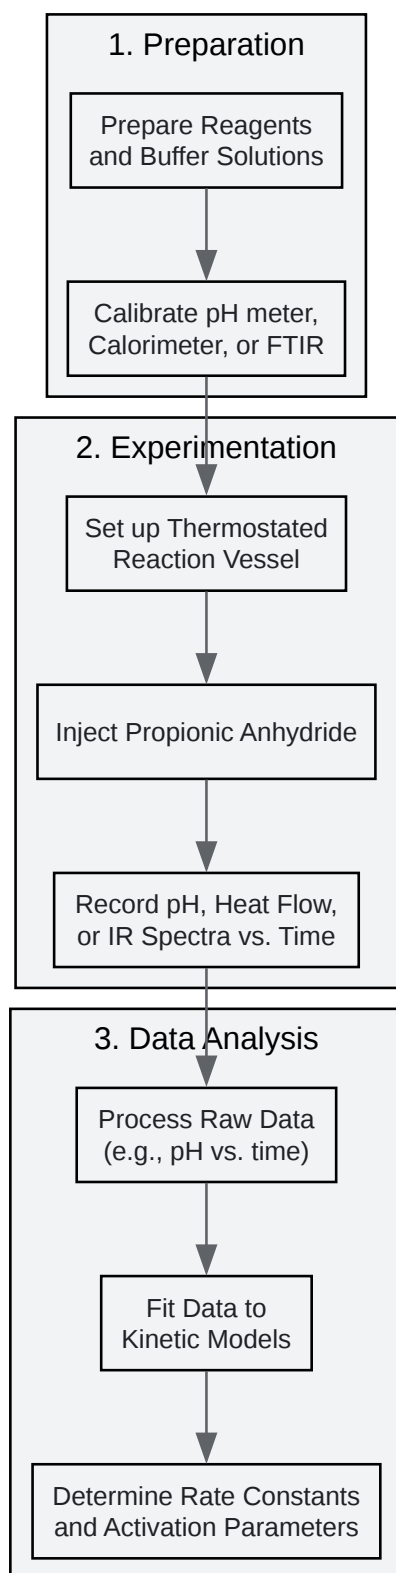 1. Preparation
Prepare Reagents
and Buffer Solutions
Calibrate pH meter,
Calorimeter, or FTIR
2. Experimentation
Set up Thermostated
Reaction Vessel
Inject Propionic Anhydride
Record pH, Heat Flow,
or IR Spectra vs. Time
3. Data Analysis
Process Raw Data
(e.g., pH vs. time)
Fit Data to
Kinetic Models
Determine Rate Constants
and Activation Parameters